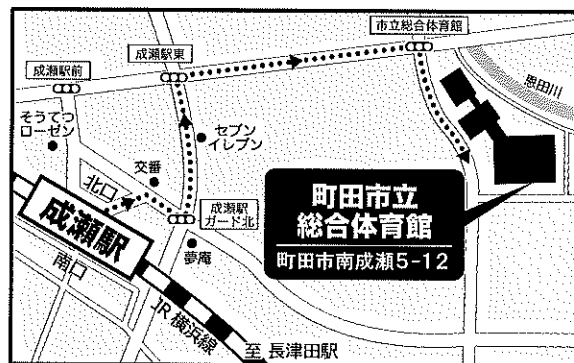 市立総合体育館
成瀬駅東
成瀬駅前
恩田川
そうてつ
ローゼン
セブン
イレブン
交番
北口
成瀬駅
ガード北
町田市立
総合体育館
町田市南成瀬5-12
成瀬駅
夢庵
南口
JR横浜線
至 長津田駅